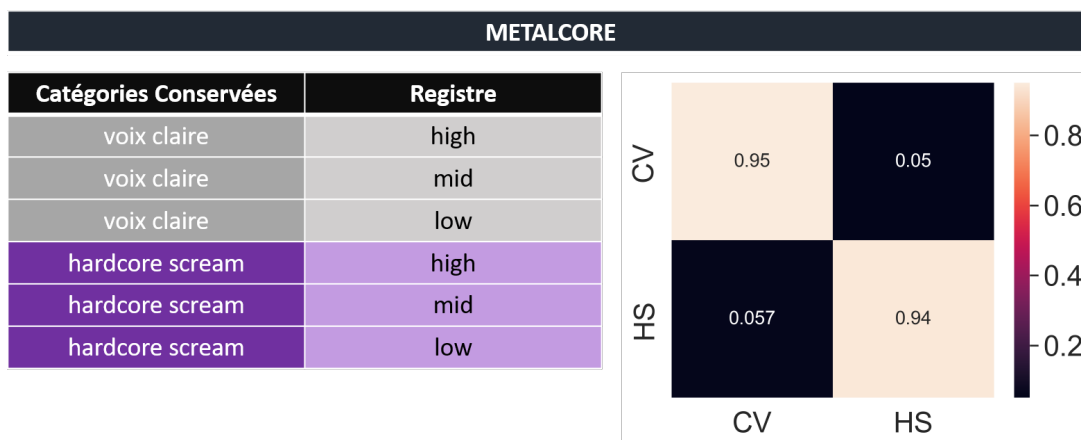 METALCORE
Catégories Conservées Registre
voix claire high
voix claire mid
voix claire low
hardcore scream high
hardcore scream mid
hardcore scream low
CV 0.95 0.05
HS 0.057 0.94
CV HS
0.8
0.6
0.4
0.2